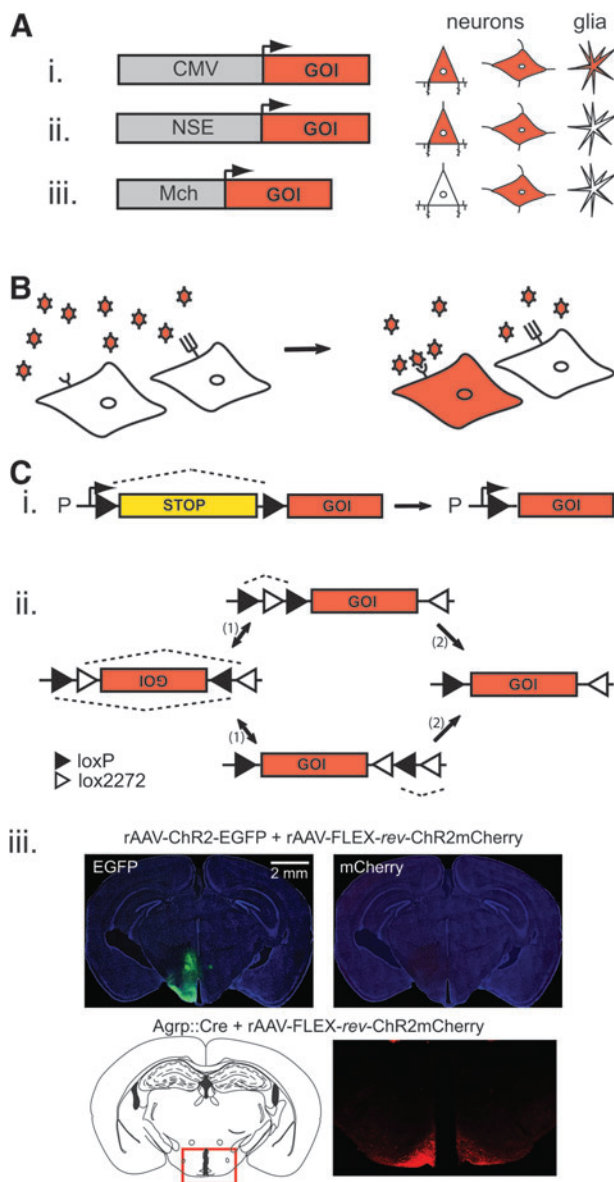 A
neurons glia
i. CMV GOI
ii. NSE GOI
iii. Mch GOI
B
C
i. P STOP GOI P GOI
ii.
GOI
(1) (2)
GOI GOI
(1) (2)
GOI
loxP
lox2272
iii.
rAAV-ChR2-EGFP + rAAV-FLEX-rev-ChR2mCherry
EGFP 2 mm mCherry
Agrp::Cre + rAAV-FLEX-rev-ChR2mCherry